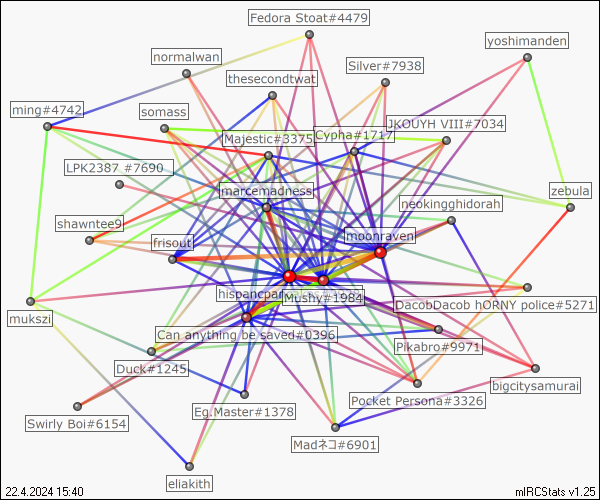 Fedora Stoat#4479
yoshimanden
normalwan
Silver#7938
thesecondtwat
ming#4742
somass
JKOUYH VIII#7034
Cypha#1717
Majestic#3375
LPK2387 #7690
marcemadness
zebula
neokingghidorah
shawntee9
moonraven
frisout
hispancpar
Mushy#1984
DacobDacob hORNY police#5271
mukszi
Can anything be saved#0396
Pikabro#9971
Duck#1245
bigcitysamurai
Pocket Persona#3326
Eg.Master#1378
Swirly Boi#6154
Madネコ#6901
eliakith
22.4.2024 15:40
mIRCStats v1.25